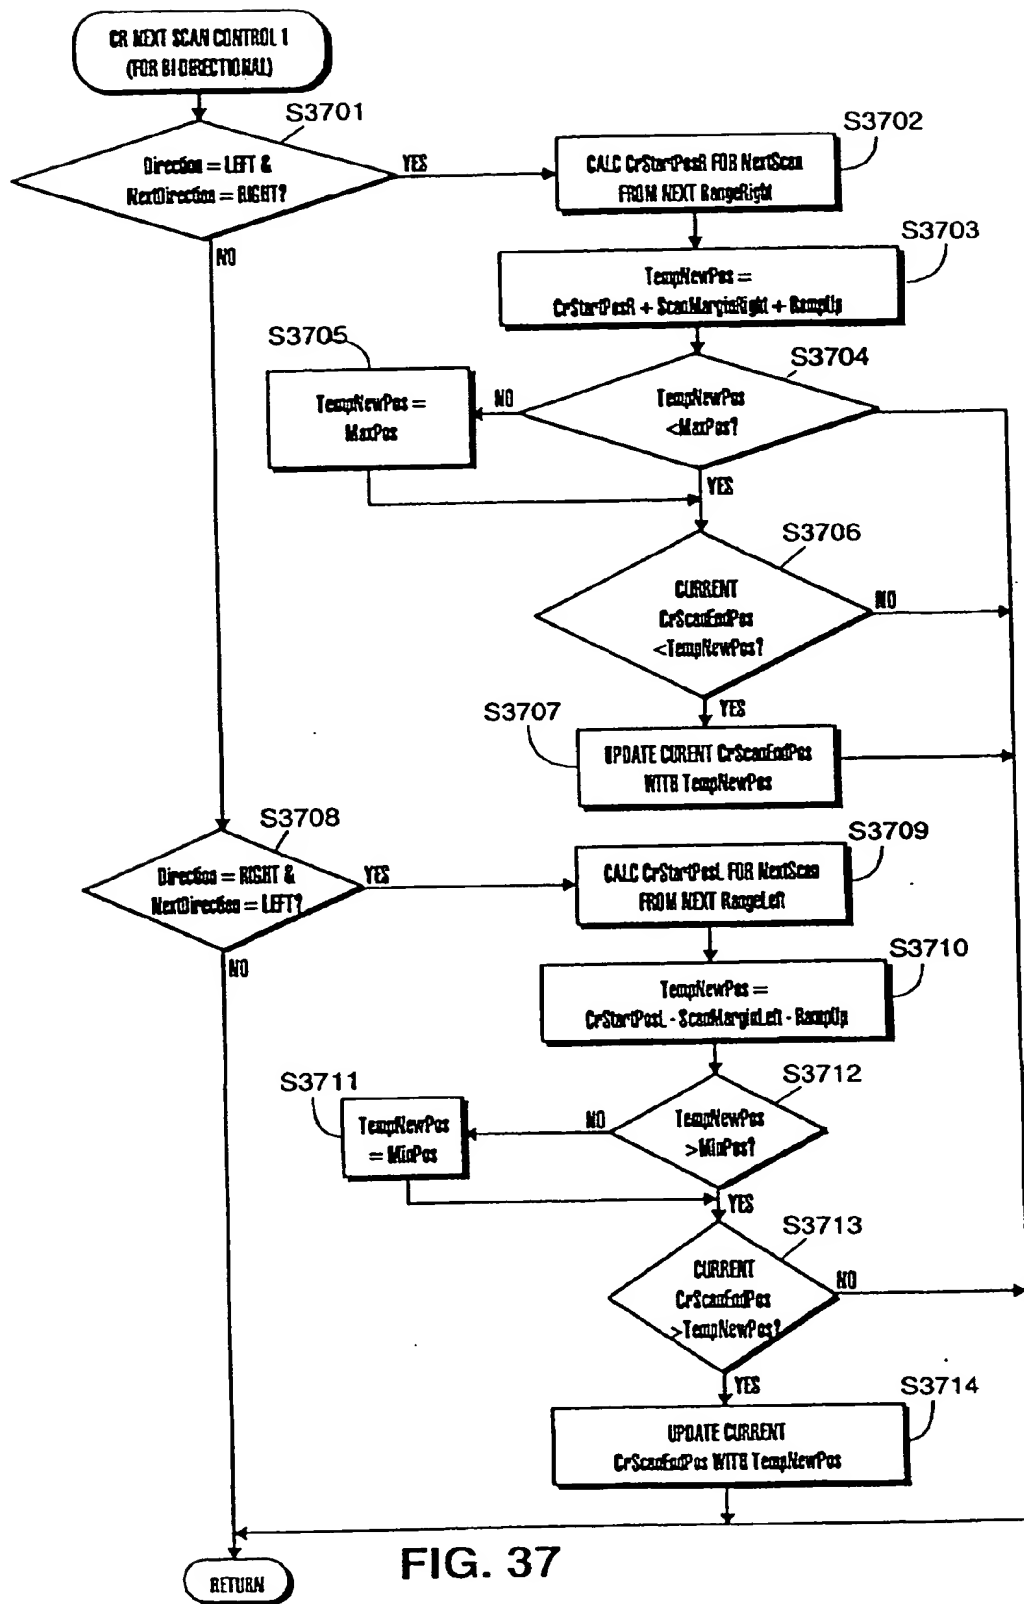 CR NEXT SCAN CONTROL 1
(FOR BI-DIRECTIONAL)
S3701
Direction = LEFT &
NextDirection = RIGHT?
YES
NO
S3702
CALC CrStartPosR FOR NextScan
FROM NEXT RangeRight
S3703
TempNewPos =
CrStartPosR + ScanMarginRight + RampUp
S3705
TempNewPos =
MaxPos
S3704
NO
TempNewPos
<MaxPos?
YES
S3706
CURRENT
CrScanEndPos
<TempNewPos?
NO
YES
S3707
UPDATE CURENT CrScanEndPos
WITH TempNewPos
S3708
Direction = RIGHT &
NextDirection = LEFT?
YES
NO
S3709
CALC CrStartPosL FOR NextScan
FROM NEXT RangeLeft
S3710
TempNewPos =
CrStartPosL - ScanMarginLeft - RampUp
S3711
TempNewPos
= MinPos
S3712
NO
TempNewPos
>MinPos?
YES
S3713
CURRENT
CrScanEndPos
>TempNewPos?
NO
YES
S3714
UPDATE CURRENT
CrScanEndPos WITH TempNewPos
FIG. 37
RETURN